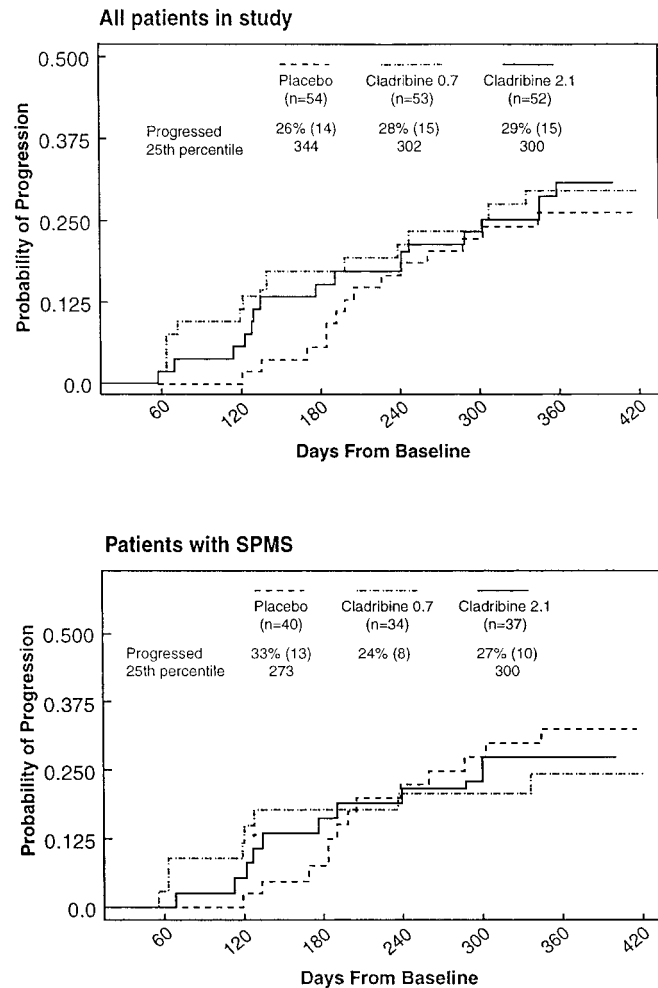 All patients in study
0.500
0.375
0.250
0.125
0.0
Probability of Progression
Placebo Cladribine 0.7 Cladribine 2.1
(n=54) (n=53) (n=52)
Progressed 26% (14) 28% (15) 29% (15)
25th percentile 344 302 300
60 120 180 240 300 360 420
Days From Baseline
Patients with SPMS
0.500
0.375
0.250
0.125
0.0
Probability of Progression
Placebo Cladribine 0.7 Cladribine 2.1
(n=40) (n=34) (n=37)
Progressed 33% (13) 24% (8) 27% (10)
25th percentile 273 300
60 120 180 240 300 360 420
Days From Baseline